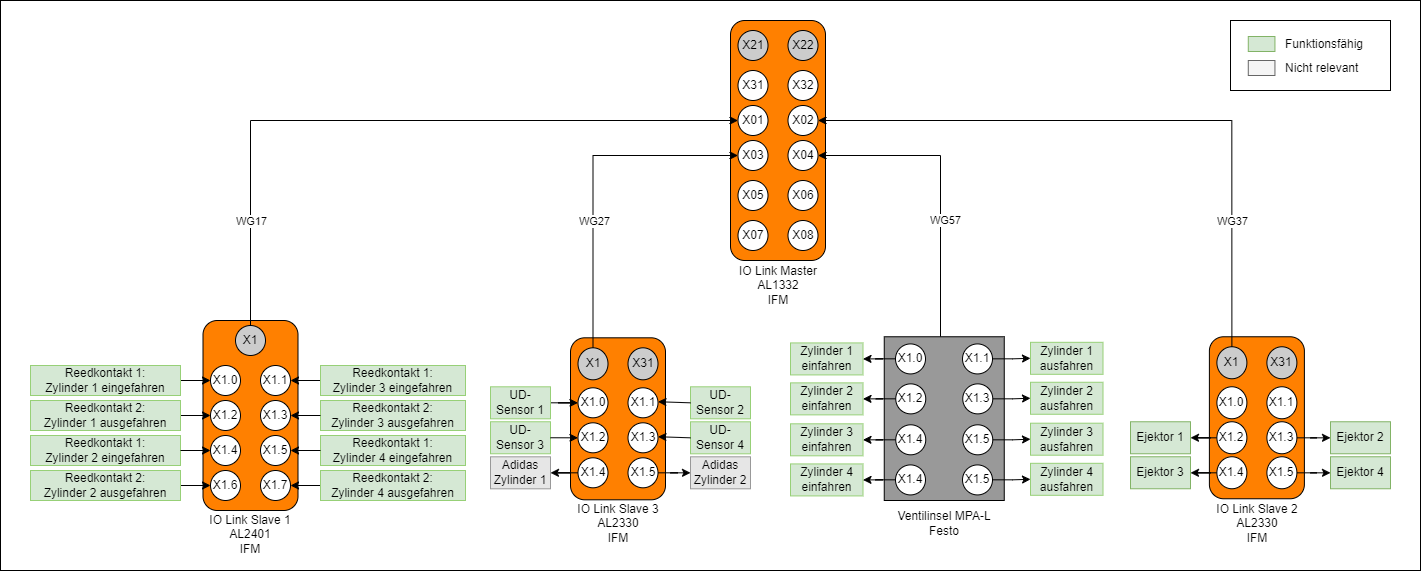 Funktionsfähig
Nicht relevant
X21 X22
X31 X32
X01 X02
X03 X04
X05 X06
X07 X08
IO Link Master
AL1332
IFM
WG17
WG27
WG57
WG37
X1
Reedkontakt 1:
Zylinder 1 eingefahren
X1.0 X1.1
Reedkontakt 1:
Zylinder 3 eingefahren
Reedkontakt 2:
Zylinder 1 ausgefahren
X1.2 X1.3
Reedkontakt 2:
Zylinder 3 ausgefahren
Reedkontakt 1:
Zylinder 2 eingefahren
X1.4 X1.5
Reedkontakt 1:
Zylinder 4 eingefahren
Reedkontakt 2:
Zylinder 2 ausgefahren
X1.6 X1.7
Reedkontakt 2:
Zylinder 4 ausgefahren
IO Link Slave 1
AL2401
IFM
X1 X31
UD-
Sensor 1
X1.0 X1.1
UD-
Sensor 2
UD-
Sensor 3
X1.2 X1.3
UD-
Sensor 4
Adidas
Zylinder 1
X1.4 X1.5
Adidas
Zylinder 2
IO Link Slave 3
AL2330
IFM
Zylinder 1
einfahren
X1.0 X1.1
Zylinder 1
ausfahren
Zylinder 2
einfahren
X1.2 X1.3
Zylinder 2
ausfahren
Zylinder 3
einfahren
X1.4 X1.5
Zylinder 3
ausfahren
Zylinder 4
einfahren
X1.4 X1.5
Zylinder 4
ausfahren
Ventilinsel MPA-L
Festo
X1 X31
X1.0 X1.1
Ejektor 1 X1.2 X1.3 Ejektor 2
Ejektor 3 X1.4 X1.5 Ejektor 4
IO Link Slave 2
AL2330
IFM